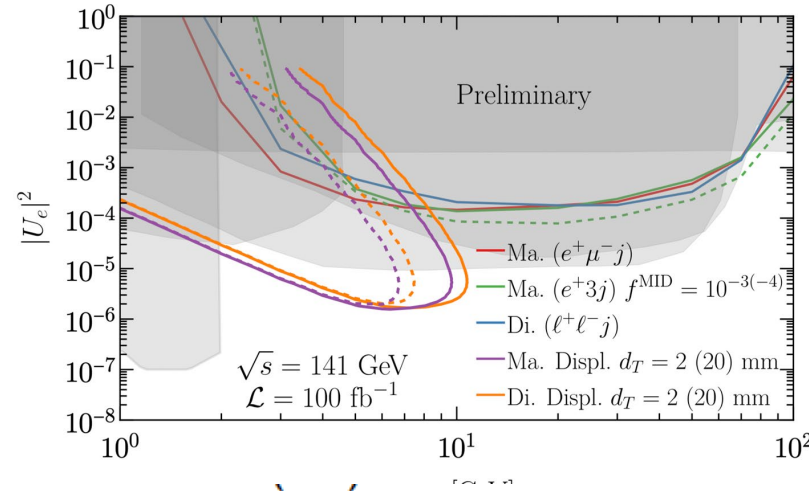 10^0
10^-1
10^-2
10^-3
10^-4
10^-5
10^-6
10^-7
10^-8
|U_e|^2
Preliminary
Ma. (e^+ μ^- j)
Ma. (e^+ 3j) f^MID = 10^-3(-4)
Di. (ℓ^+ ℓ^- j)
Ma. Displ. d_T = 2 (20) mm
Di. Displ. d_T = 2 (20) mm
√s = 141 GeV
𝓛 = 100 fb^-1
10^0 10^1 10^2